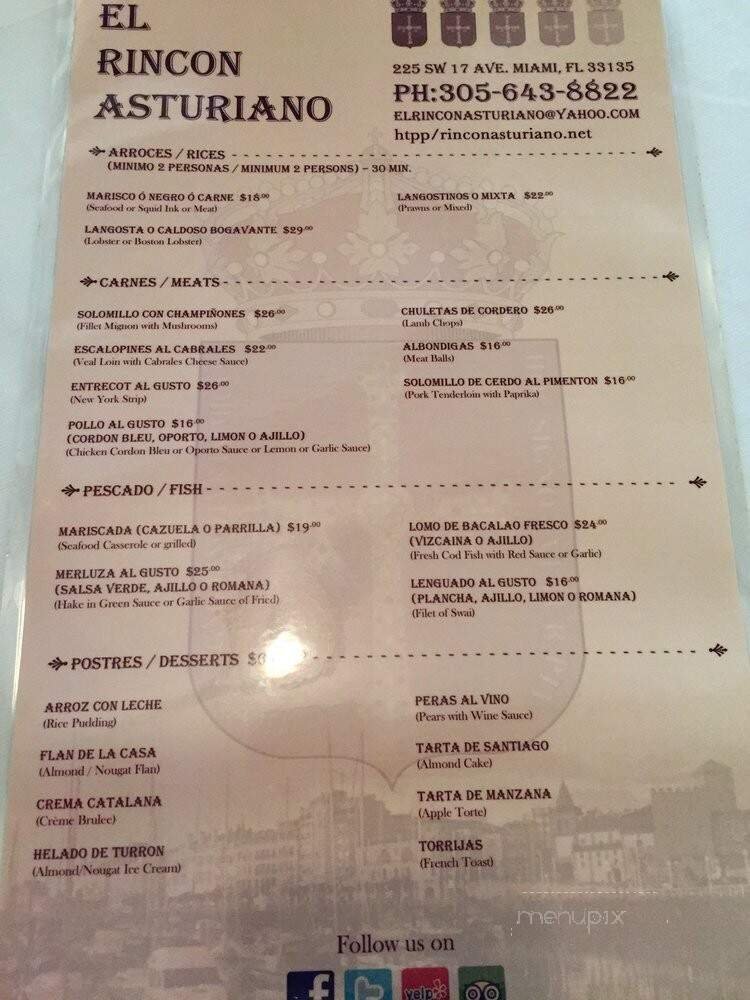 EL
RINCON
ASTURIANO
225 SW 17 AVE. MIAMI, FL 33135
PH:305-643-8822
ELRINCONASTURIANO@YAHOO.COM
htpp/rinconasturiano.net
ARROCES / RICES
(MINIMO 2 PERSONAS / MINIMUM 2 PERSONS) – 30 MIN.
MARISCO Ó NEGRO Ó CARNE $18.00
(Seafood or Squid Ink or Meat)
LANGOSTINOS O MIXTA $22.00
(Prawns or Mixed)
LANGOSTA O CALDOSO BOGAVANTE $29.00
(Lobster or Boston Lobster)
CARNES / MEATS
SOLOMILLO CON CHAMPIÑONES $26.00
(Fillet Mignon with Mushrooms)
CHULETAS DE CORDERO $26.00
(Lamb Chops)
ESCALOPINES AL CABRALES $22.00
(Veal Loin with Cabrales Cheese Sauce)
ALBONDIGAS $16.00
(Meat Balls)
ENTRECOT AL GUSTO $26.00
(New York Strip)
SOLOMILLO DE CERDO AL PIMENTON $16.00
(Pork Tenderloin with Paprika)
POLLO AL GUSTO $16.00
(CORDON BLEU, OPORTO, LIMON O AJILLO)
(Chicken Cordon Bleu or Oporto Sauce or Lemon or Garlic Sauce)
PESCADO / FISH
MARISCADA (CAZUELA O PARRILLA) $19.00
(Seafood Casserole or grilled)
LOMO DE BACALAO FRESCO $24.00
(VIZCAINA O AJILLO)
(Fresh Cod Fish with Red Sauce or Garlic)
MERLUZA AL GUSTO $25.00
(SALSA VERDE, AJILLO O ROMANA)
(Hake in Green Sauce or Garlic Sauce of Fried)
LENGUADO AL GUSTO $16.00
(PLANCHA, AJILLO, LIMON O ROMANA)
(Filet of Swai)
POSTRES / DESSERTS
ARROZ CON LECHE
(Rice Pudding)
PERAS AL VINO
(Pears with Wine Sauce)
FLAN DE LA CASA
(Almond / Nougat Flan)
TARTA DE SANTIAGO
(Almond Cake)
CREMA CATALANA
(Crème Brulee)
TARTA DE MANZANA
(Apple Torte)
HELADO DE TURRON
(Almond/Nougat Ice Cream)
TORRIJAS
(French Toast)
menupix
Follow us on
yelp